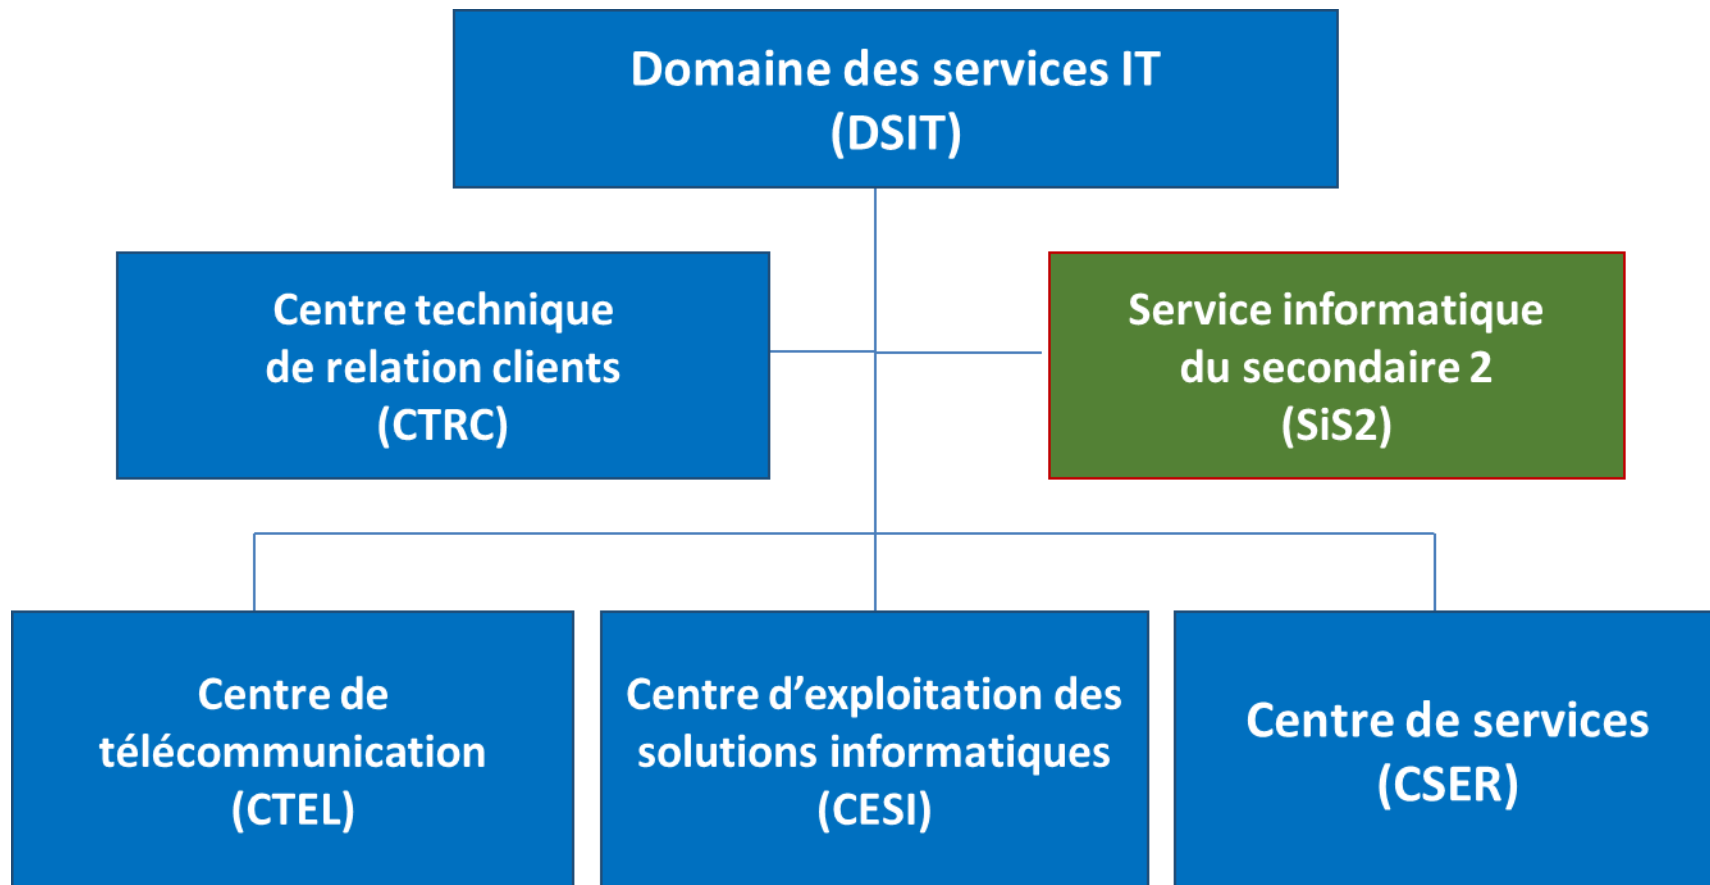 Domaine des services IT
(DSIT)
Centre technique
de relation clients
(CTRC)
Service informatique
du secondaire 2
(SiS2)
Centre de
télécommunication
(CTEL)
Centre d’exploitation des
solutions informatiques
(CESI)
Centre de services
(CSER)